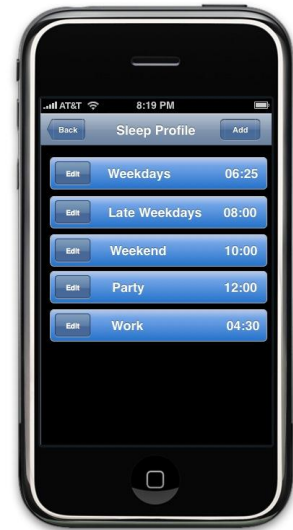 AT&T 8:19 PM
Back Sleep Profile Add
Edit Weekdays 06:25
Edit Late Weekdays 08:00
Edit Weekend 10:00
Edit Party 12:00
Edit Work 04:30